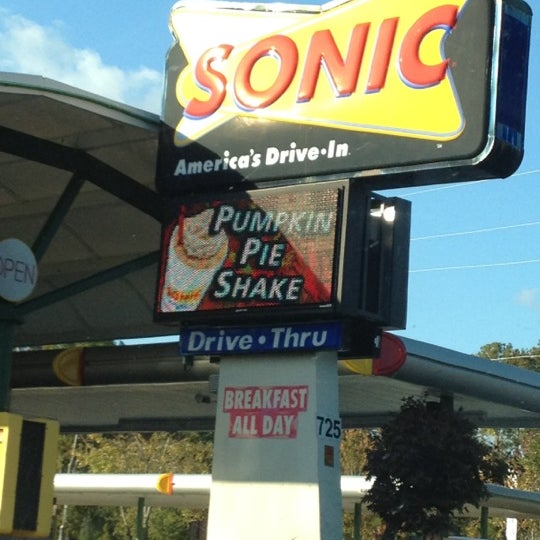 SONIC
America's Drive-In
PUMPKIN
PIE
SHAKE
OPEN
Drive • Thru
BREAKFAST
ALL DAY
725